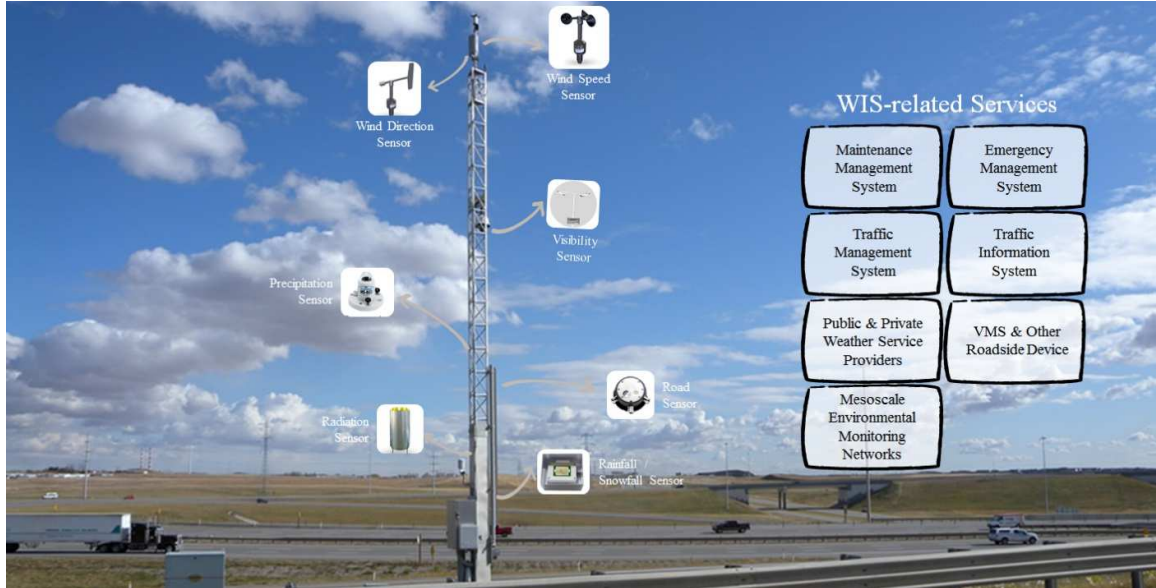 Wind Speed
Sensor
Wind Direction
Sensor
Visibility
Sensor
Precipitation
Sensor
Road
Sensor
Radiation
Sensor
Rainfall /
Snowfall Sensor
WIS-related Services
Maintenance
Management
System
Emergency
Management
System
Traffic
Management
System
Traffic
Information
System
Public & Private
Weather Service
Providers
VMS & Other
Roadside Device
Mesoscale
Environmental
Monitoring
Networks